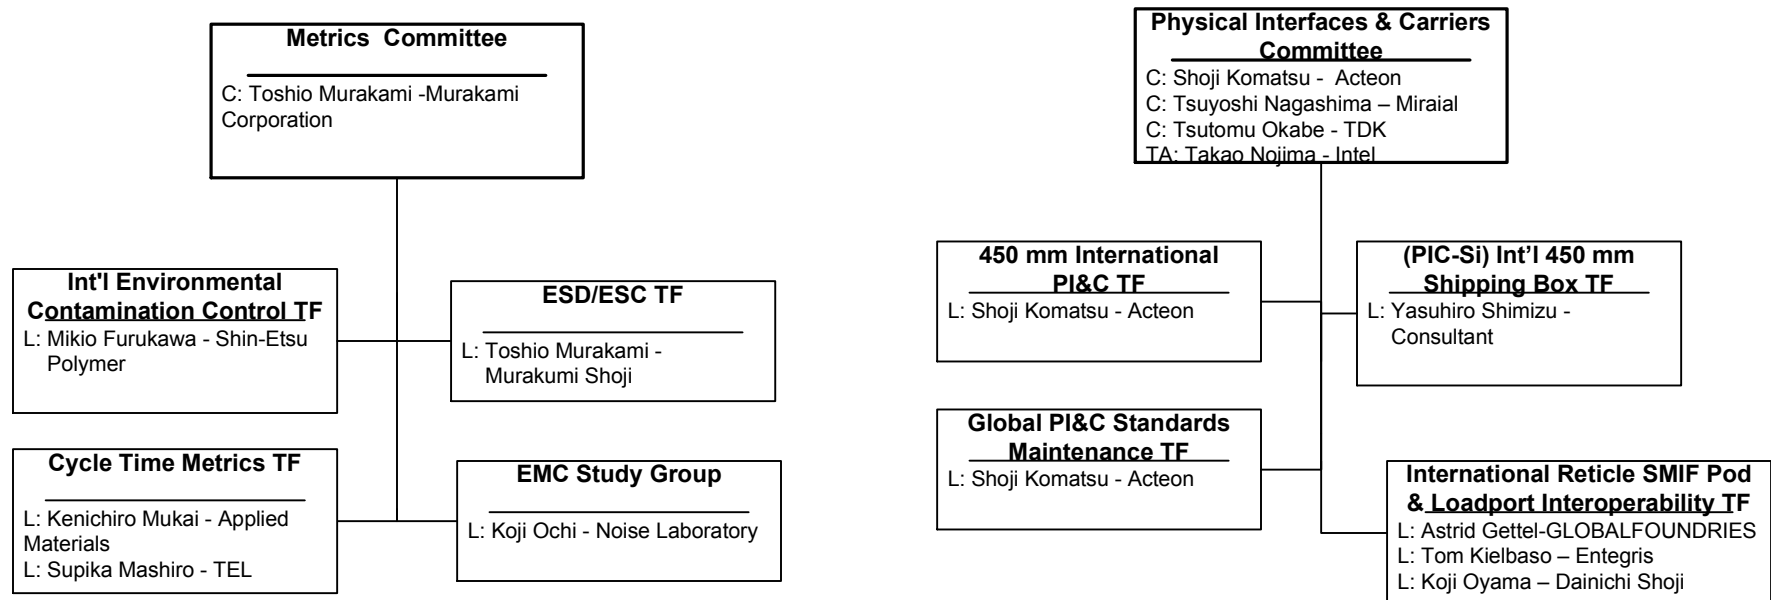 Metrics  Committee
C: Toshio Murakami -Murakami
Corporation
Int'l Environmental
Contamination Control TF
L: Mikio Furukawa - Shin-Etsu
Polymer
ESD/ESC TF
L: Toshio Murakami -
Murakumi Shoji
Cycle Time Metrics TF
L: Kenichiro Mukai - Applied
Materials
L: Supika Mashiro - TEL
EMC Study Group
L: Koji Ochi - Noise Laboratory
Physical Interfaces & Carriers
Committee
C: Shoji Komatsu -  Acteon
C: Tsuyoshi Nagashima – Miraial
C: Tsutomu Okabe - TDK
TA: Takao Nojima - Intel
450 mm International
PI&C TF
L: Shoji Komatsu - Acteon
(PIC-Si) Int’l 450 mm
Shipping Box TF
L: Yasuhiro Shimizu -
Consultant
Global PI&C Standards
Maintenance TF
L: Shoji Komatsu - Acteon
International Reticle SMIF Pod
& Loadport Interoperability TF
L: Astrid Gettel-GLOBALFOUNDRIES
L: Tom Kielbaso – Entegris
L: Koji Oyama – Dainichi Shoji